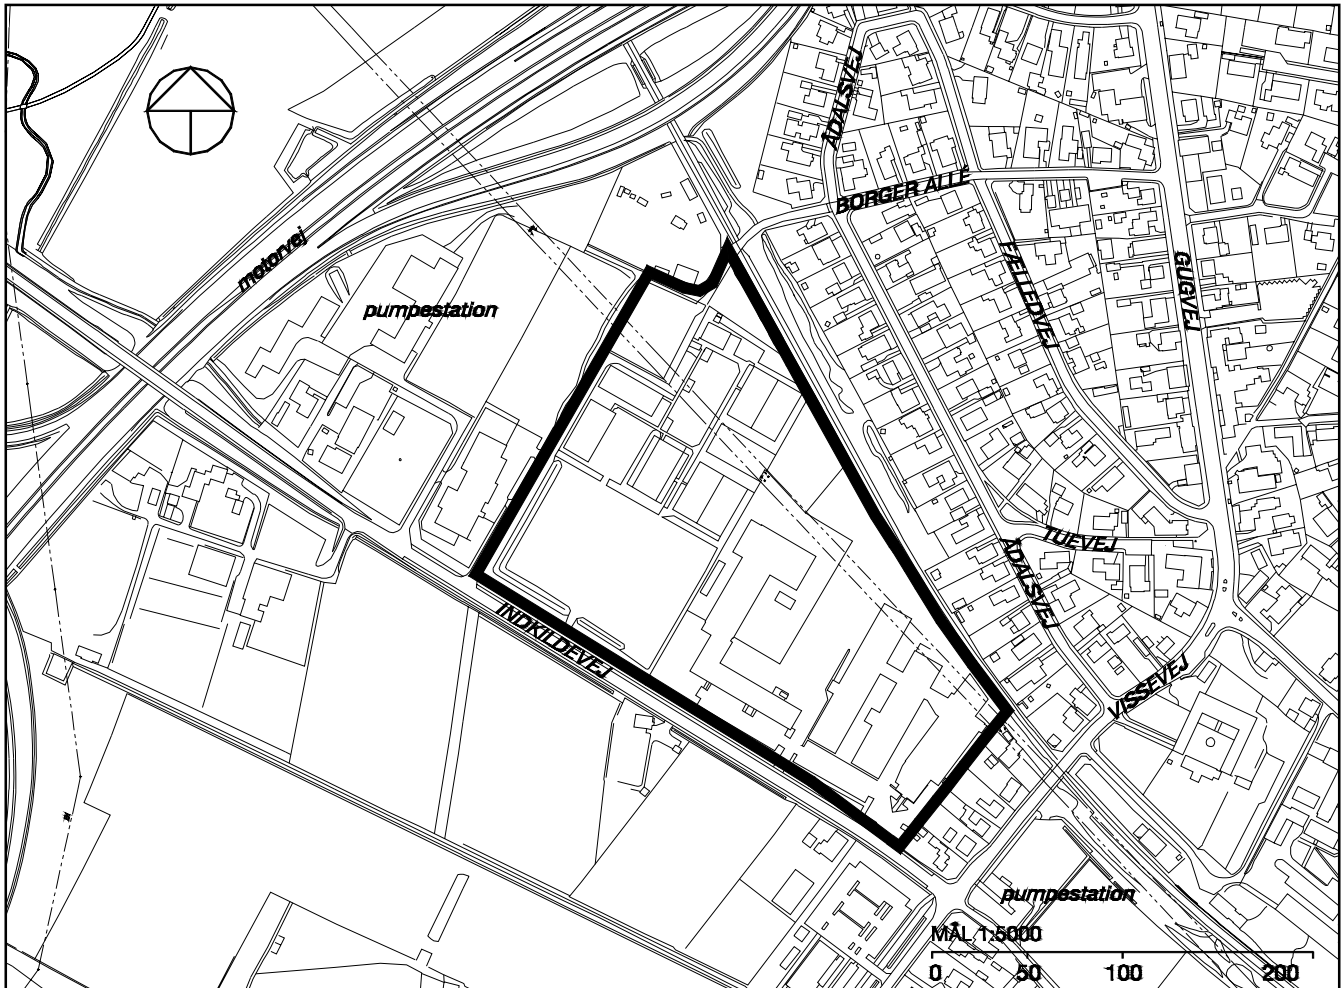 ÅDALSVEJ
BORGER ALLÉ
motorvej
FÆLLEDVEJ
GUGVEJ
pumpestation
TUEVEJ
ÅDALSVEJ
INDKILDEVEJ
VISSEVEJ
pumpestation
MÅL 1:5000
0 50 100 200